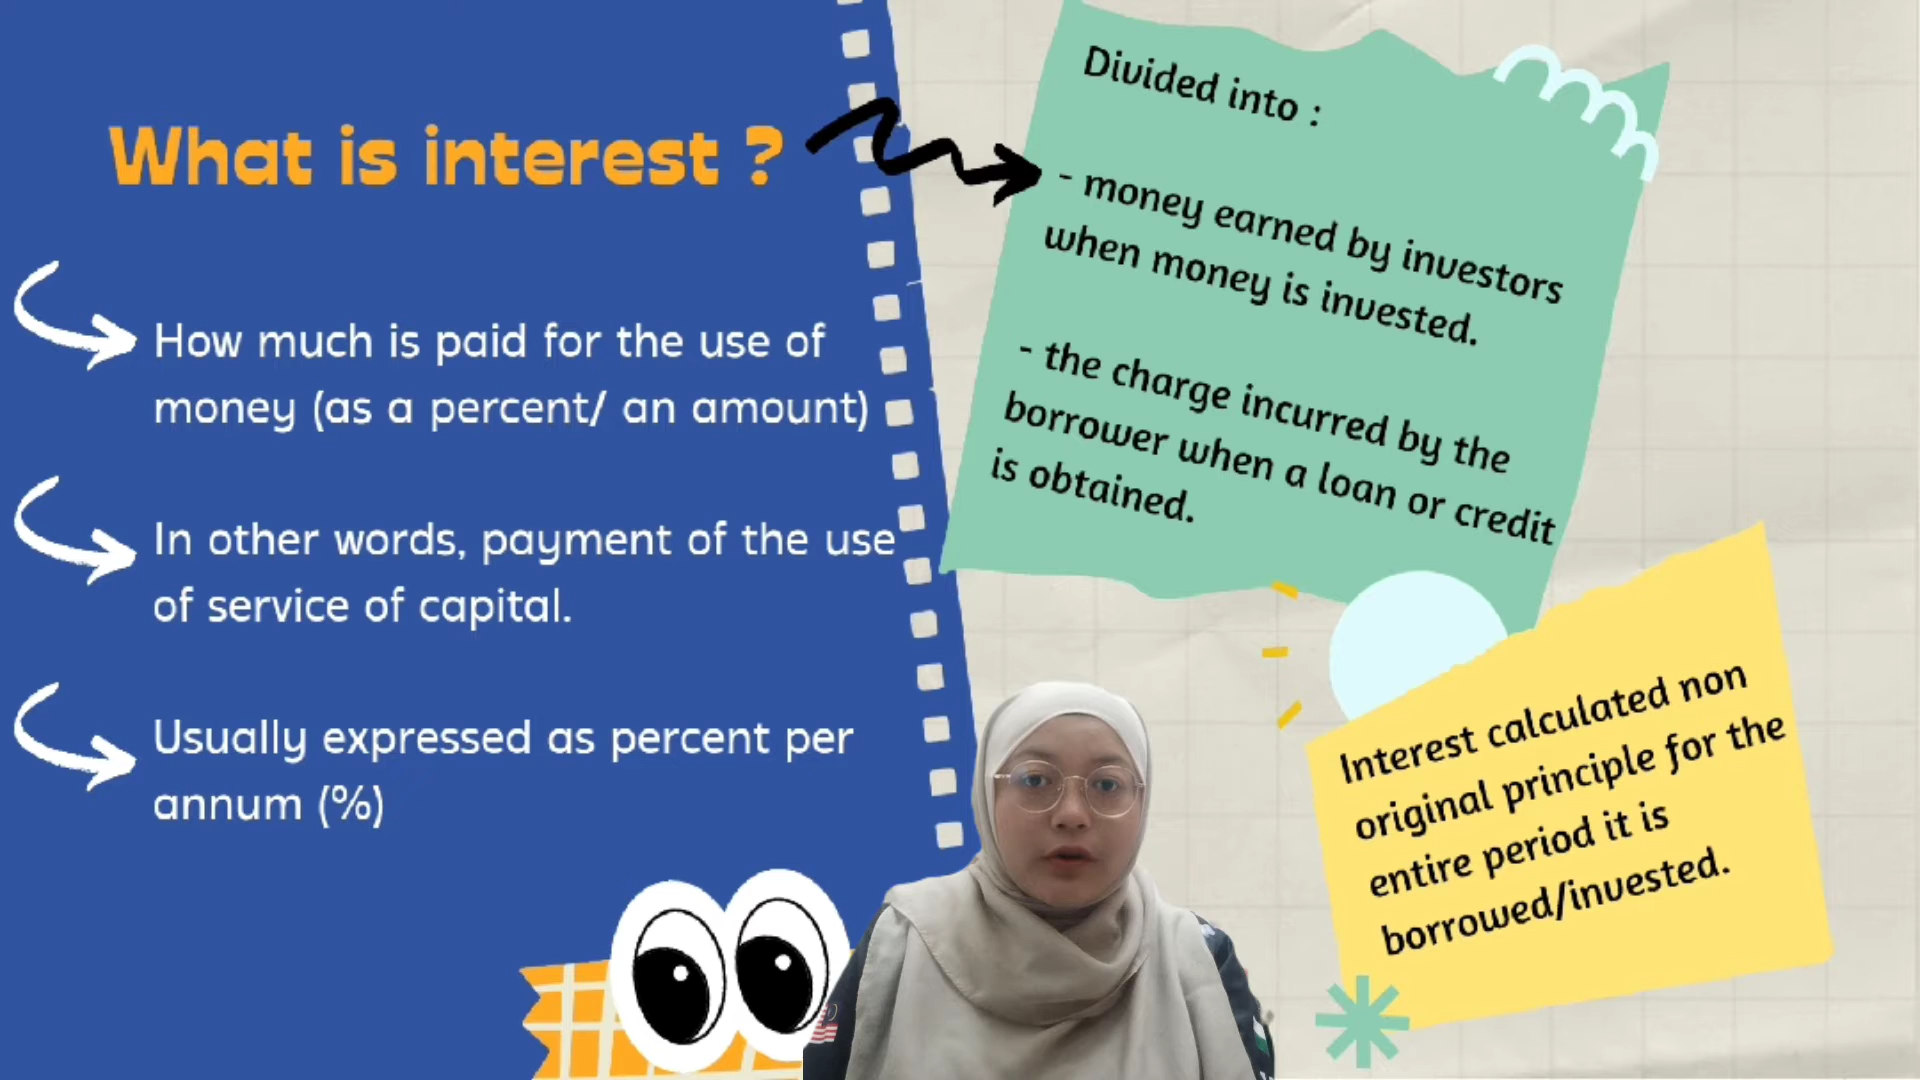 What is interest ?
How much is paid for the use of
money (as a percent/ an amount)
In other words, payment of the use
of service of capital.
Usually expressed as percent per
annum (%)
Divided into :
- money earned by investors
when money is invested.
- the charge incurred by the
borrower when a loan or credit
is obtained.
Interest calculated non
original principle for the
entire period it is
borrowed/invested.